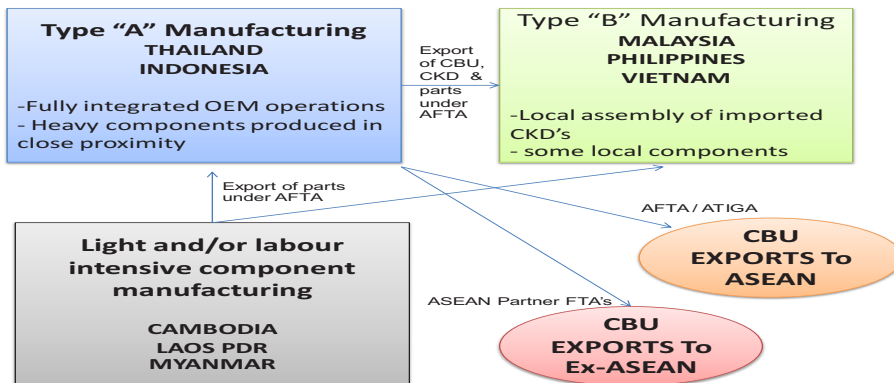 Type “A” Manufacturing
THAILAND
INDONESIA
-Fully integrated OEM operations
- Heavy components produced in
close proximity
Export
of CBU,
CKD &
parts
under
AFTA
Type “B” Manufacturing
MALAYSIA
PHILIPPINES
VIETNAM
-Local assembly of imported
CKD’s
- some local components
Export of parts
under AFTA
AFTA / ATIGA
Light and/or labour
intensive component
manufacturing
CAMBODIA
LAOS PDR
MYANMAR
CBU
EXPORTS To
ASEAN
ASEAN Partner FTA’s
CBU
EXPORTS To
Ex-ASEAN